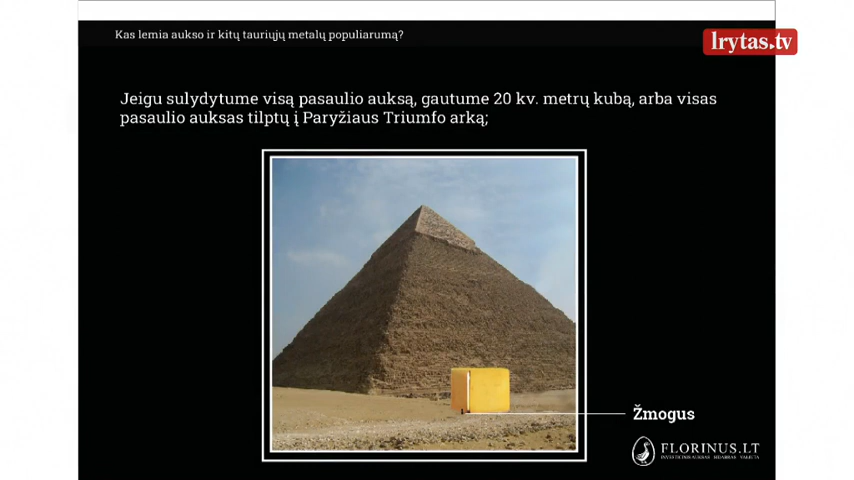 Kas lemia aukso ir kitų tauriųjų metalų populiarumą?
lrytas.tv
Jeigu sulydytume visą pasaulio auksą, gautume 20 kv. metrų kubą, arba visas
pasaulio auksas tilptų į Paryžiaus Triumfo arką;
Žmogus
FLORINUS.LT